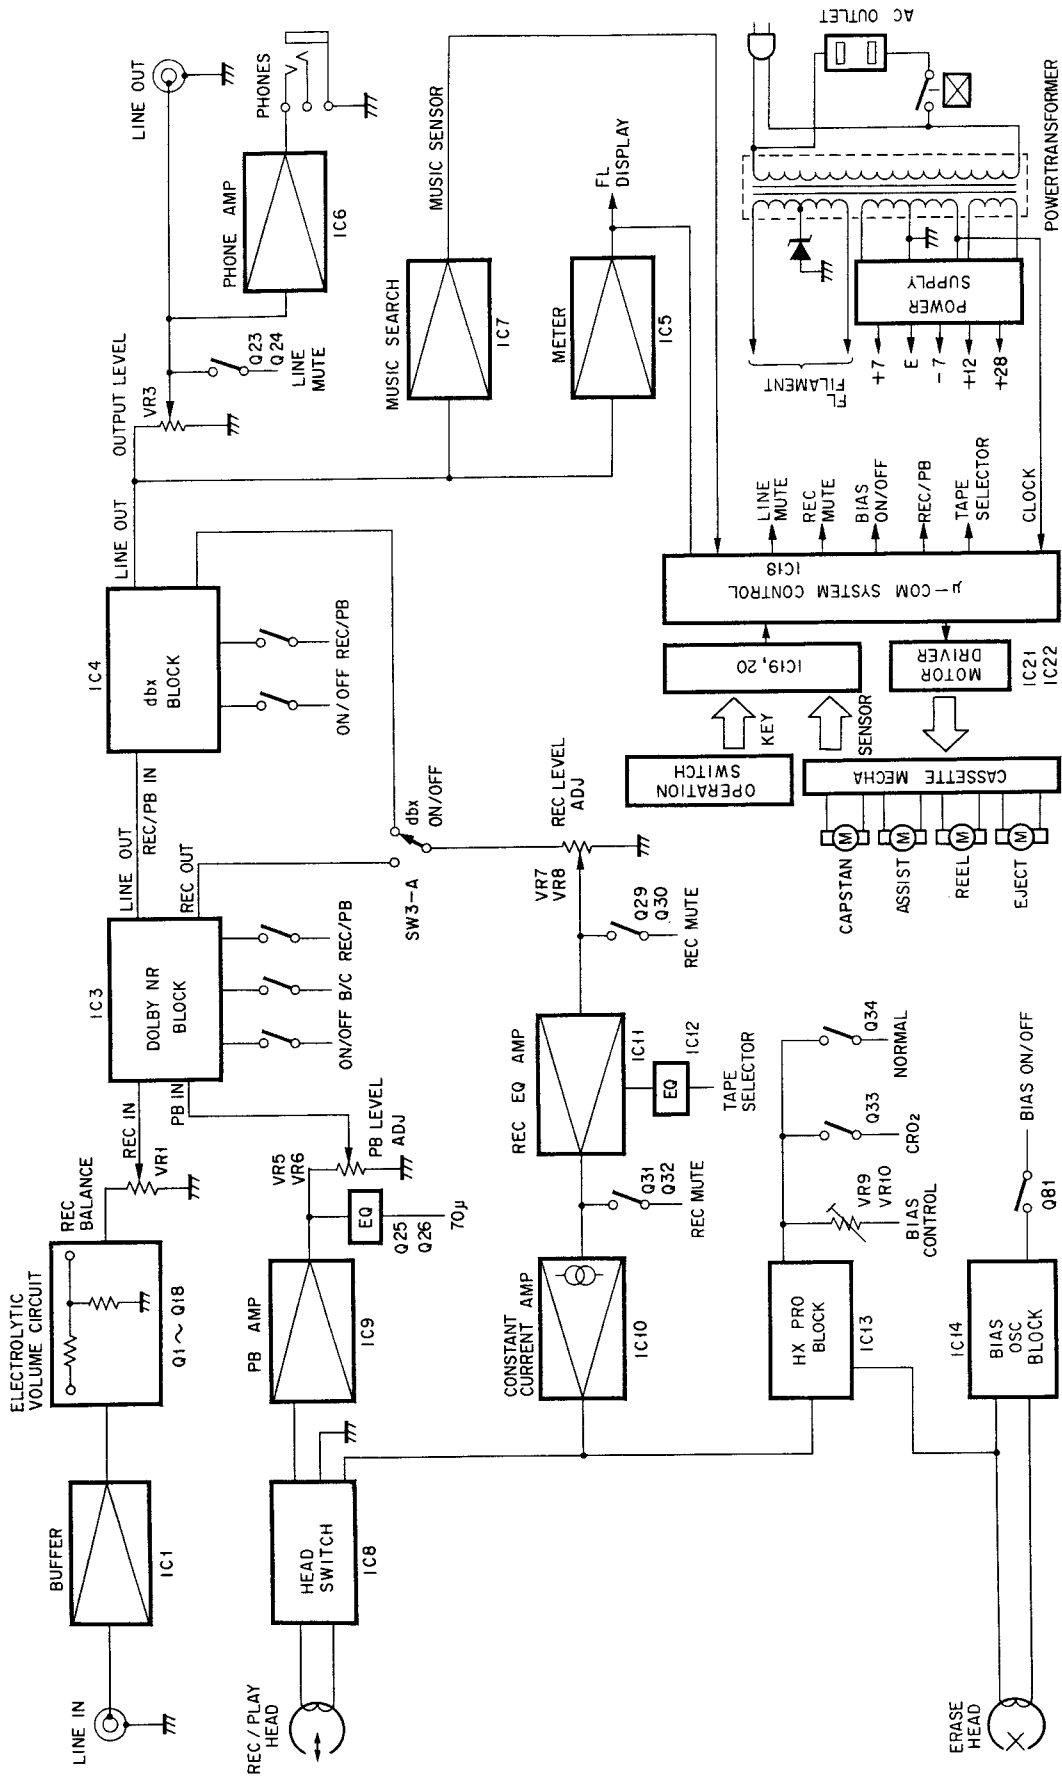 LINE IN
BUFFER
IC1
ELECTROLYTIC
VOLUME CIRCUIT
Q1~Q18
REC
BALANCE
VR1
REC IN
PB IN
IC3
DOLBY NR
BLOCK
ON/OFF B/C REC/PB
LINE OUT
REC OUT
REC/PB IN
IC4
dbx
BLOCK
ON/OFF REC/PB
LINE OUT
OUTPUT LEVEL
VR3
Q23
Q24
LINE
MUTE
LINE OUT
PHONE AMP
IC6
PHONES
REC/PLAY
HEAD
HEAD
SWITCH
IC8
PB AMP
IC9
VR5
VR6
EQ
Q25
Q26
70μ
PB LEVEL
ADJ
SW3-A
dbx
ON/OFF
MUSIC SEARCH
IC7
MUSIC SENSOR
METER
IC5
FL
DISPLAY
CONSTANT
CURRENT AMP
IC10
Q31
Q32
REC MUTE
REC EQ AMP
IC11
EQ
IC12
TAPE
SELECTOR
Q29
Q30
REC MUTE
VR7
VR8
REC LEVEL
ADJ
HX PRO
BLOCK
IC13
VR9
VR10
BIAS
CONTROL
Q33
CRO2
Q34
NORMAL
ERASE
HEAD
IC14
BIAS
OSC
BLOCK
Q81
BIAS ON/OFF
OPERATION
SWITCH
KEY
SENSOR
IC19,20
CASSETTE MECHA
M
CAPSTAN
M
ASSIST
M
REEL
M
EJECT
MOTOR
DRIVER
IC21
IC22
μ-COM SYSTEM CONTROL
IC18
LINE
MUTE
REC
MUTE
BIAS
ON/OFF
REC/PB
TAPE
SELECTOR
CLOCK
FL
FILAMENT
+7
E
-7
+12
+28
POWER
SUPPLY
POWERTRANSFORMER
AC OUTLET